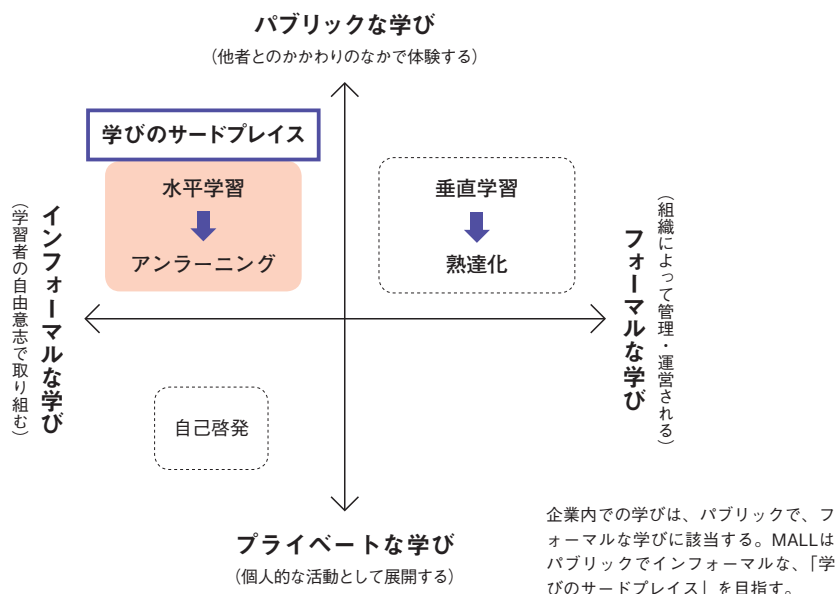 パブリックな学び
（他者とのかかわりのなかで体験する）
学びのサードプレイス
水平学習
アンラーニング
垂直学習
熟達化
インフォーマルな学び
（学習者の自由意志で取り組む）
フォーマルな学び
（組織によって管理・運営される）
自己啓発
プライベートな学び
（個人的な活動として展開する）
企業内での学びは、パブリックで、フ
ォーマルな学びに該当する。MALLは
パブリックでインフォーマルな、「学
びのサードプレイス」を目指す。